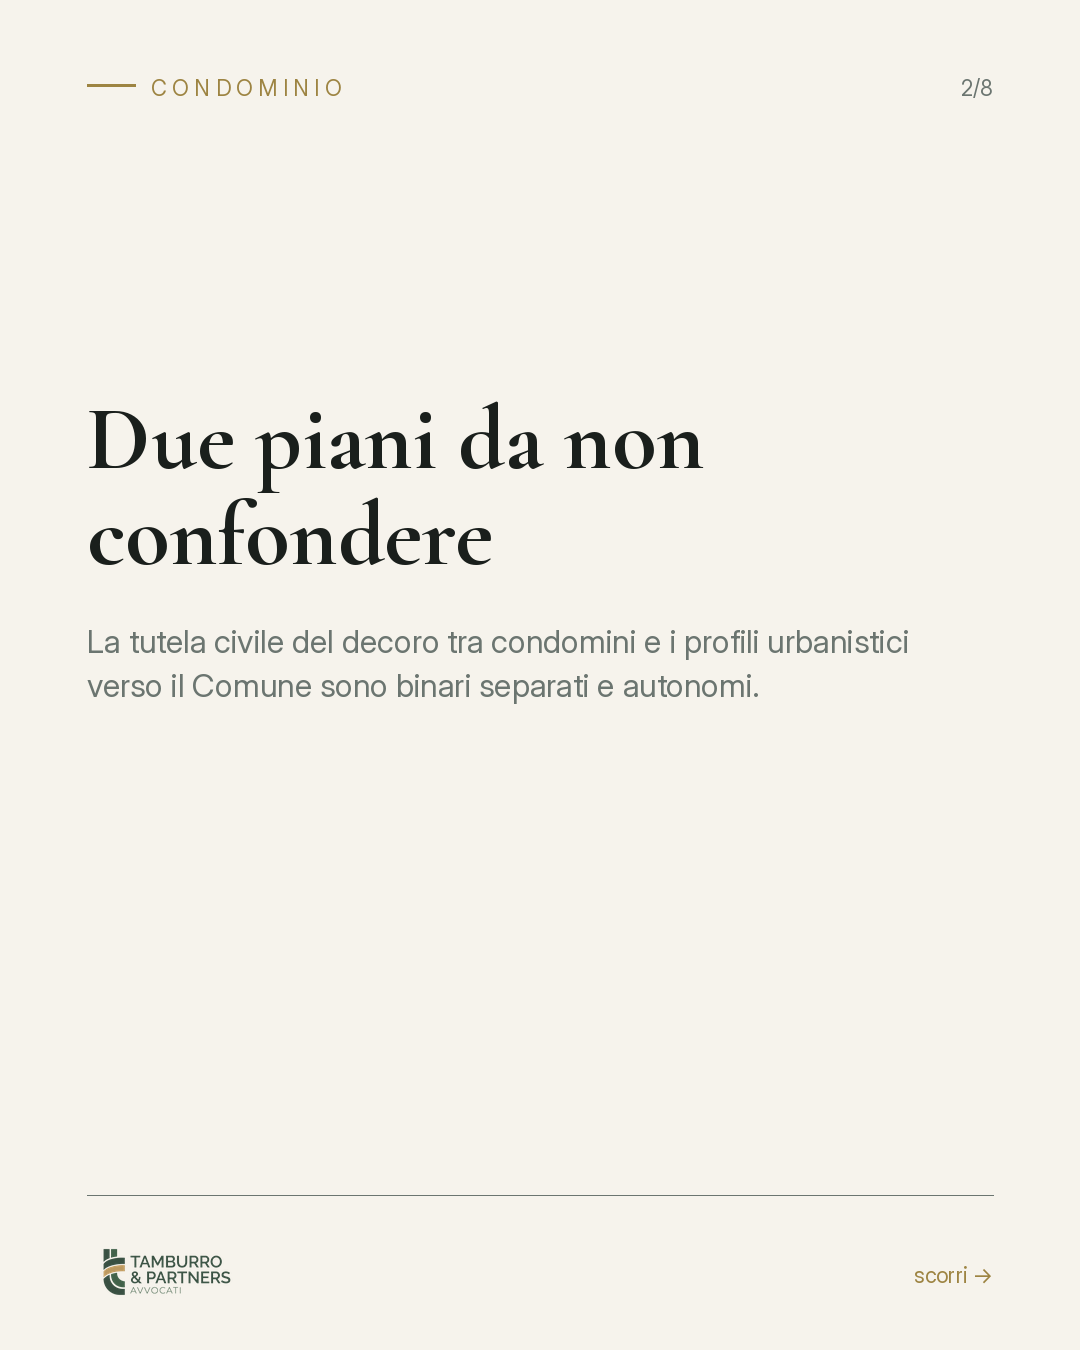 CONDOMINIO
2/8
Due piani da non
confondere
La tutela civile del decoro tra condomini e i profili urbanistici
verso il Comune sono binari separati e autonomi.
TAMBURRO
& PARTNERS
AVVOCATI
scorri →